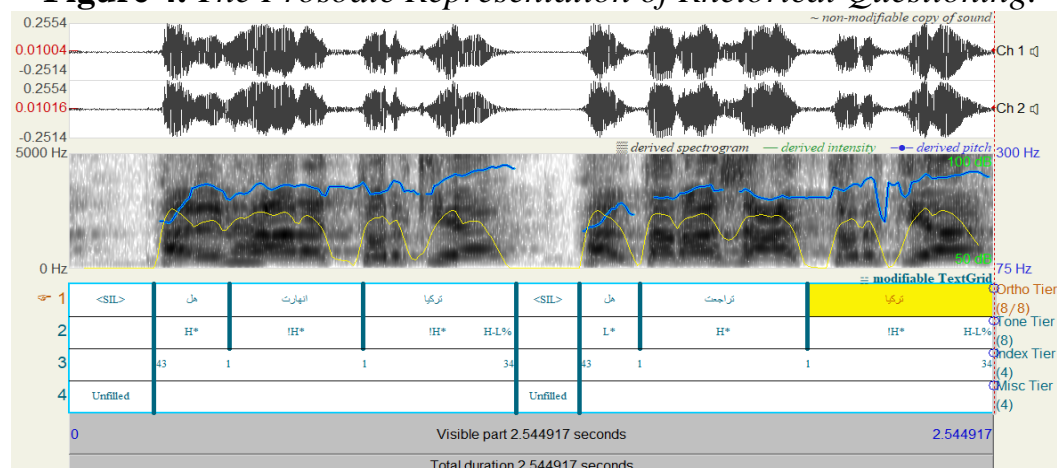 Figure 4. The Prosodic Representation of Rhetorical Questioning.
~ non-modifiable copy of sound
0.2554
0.01004
-0.2514
Ch 1
0.2554
0.01016
-0.2514
Ch 2
derived spectrogram derived intensity derived pitch
5000 Hz 300 Hz
100 dB
50 dB
0 Hz 75 Hz
modifiable TextGrid
1 <SIL> هل انهارت تركيا <SIL> هل تراجعت تركيا Ortho Tier (8/8)
2 H* !H* !H* H-L% L* H* !H* H-L% Tone Tier (8)
3 43 1 1 34 43 1 1 34 Index Tier (4)
4 Unfilled Unfilled Misc Tier (4)
0 Visible part 2.544917 seconds 2.544917
Total duration 2.544917 seconds